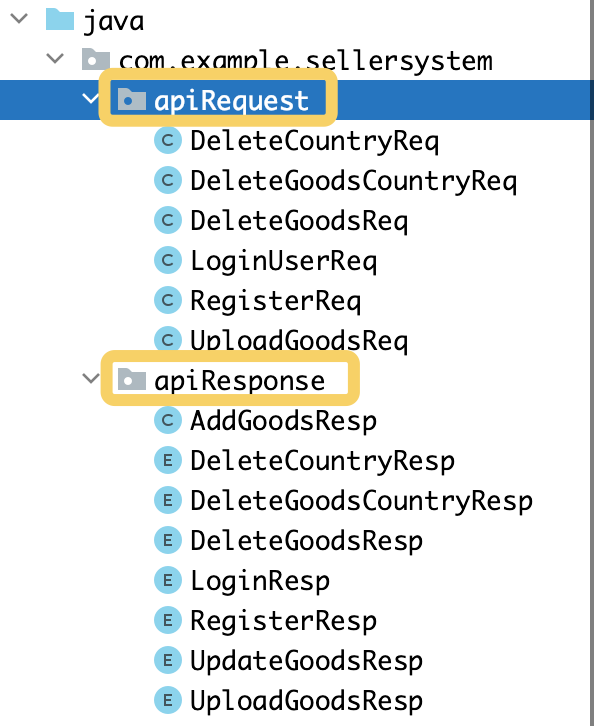 java
com.example.sellersystem
apiRequest
C DeleteCountryReq
C DeleteGoodsCountryReq
C DeleteGoodsReq
C LoginUserReq
C RegisterReq
C UploadGoodsReq
apiResponse
C AddGoodsResp
E DeleteCountryResp
E DeleteGoodsCountryResp
E DeleteGoodsResp
E LoginResp
E RegisterResp
E UpdateGoodsResp
E UploadGoodsResp